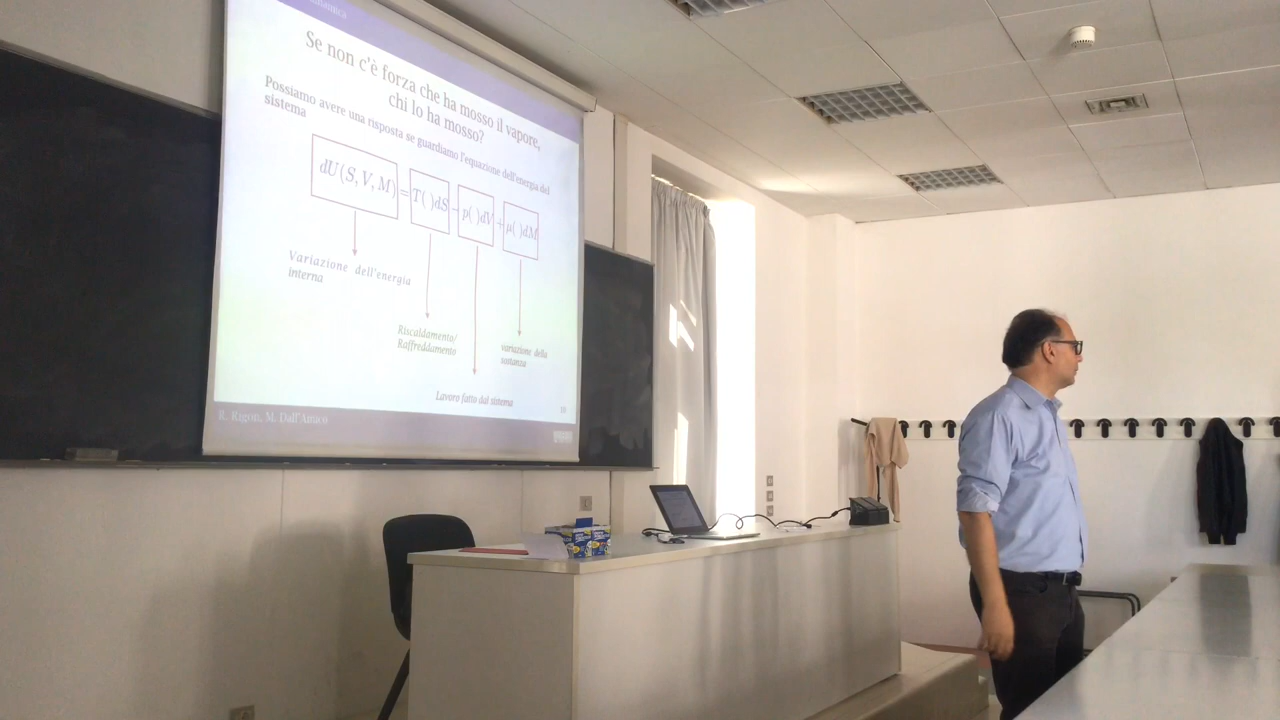 Se non c'è forza che ha mosso il vapore,
chi lo ha mosso?
Possiamo avere una risposta se guardiamo l'equazione dell'energia del
sistema
dU(S, V, M) = T( )dS - p( )dV + μ( )dM
Variazione dell'energia
interna
Riscaldamento/
Raffreddamento
variazione della
sostanza
Lavoro fatto dal sistema
R. Rigon, M. Dall'Amico